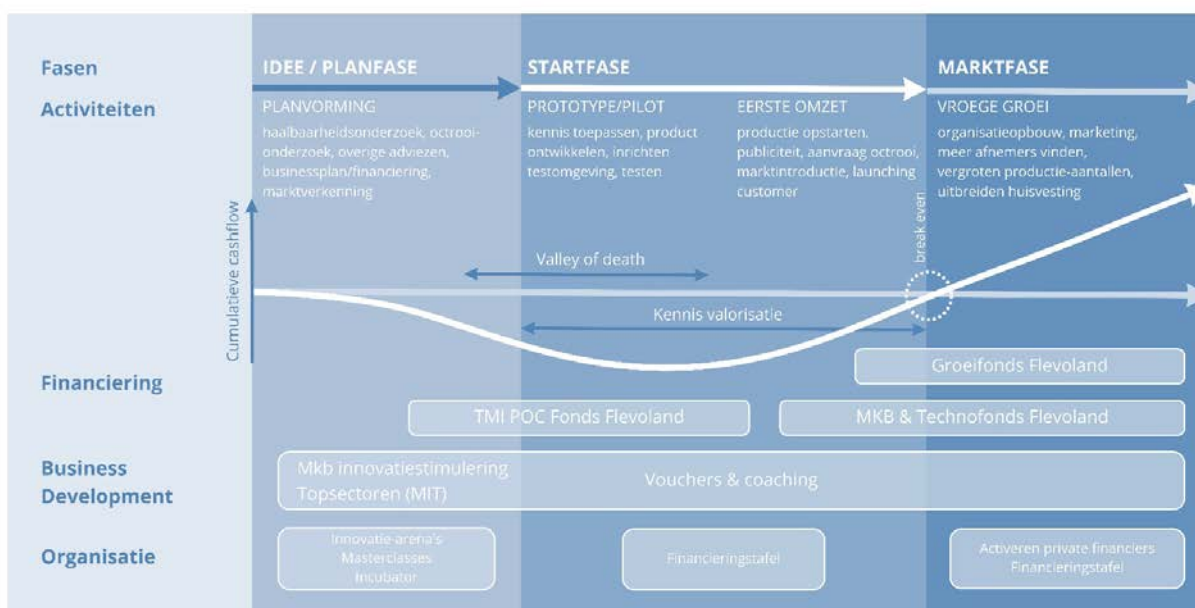 Fasen
IDEE / PLANFASE
STARTFASE
MARKTFASE
Activiteiten
PLANVORMING
haalbaarheidsonderzoek, octrooi-
onderzoek, overige adviezen,
businessplan/financiering,
marktverkenning
PROTOTYPE/PILOT
kennis toepassen, product
ontwikkelen, inrichten
testomgeving, testen
EERSTE OMZET
productie opstarten,
publiciteit, aanvraag octrooi,
marktintroductie, launching
customer
VROEGE GROEI
organisatieopbouw, marketing,
meer afnemers vinden,
vergroten productie-aantallen,
uitbreiden huisvesting
Cumulatieve cashflow
Valley of death
break even
Kennis valorisatie
Financiering
Groeifonds Flevoland
TMI POC Fonds Flevoland
MKB & Technofonds Flevoland
Business
Development
Mkb innovatiestimulering
Topsectoren (MIT)
Vouchers & coaching
Organisatie
Innovatie-arena's
Masterclasses
Incubator
Financieringstafel
Activeren private financiers
Financieringstafel